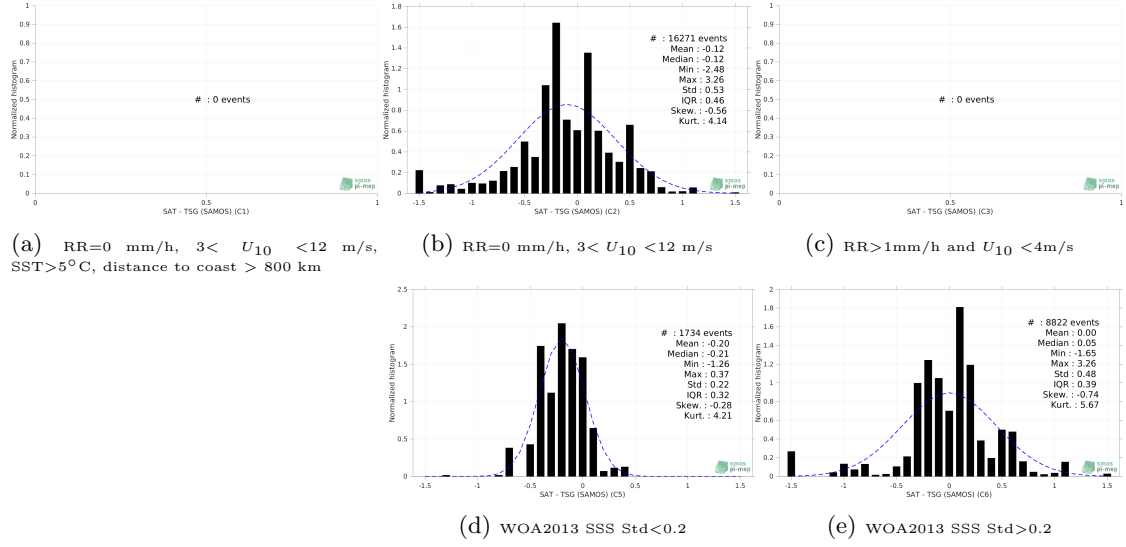 1
0.9
0.8
0.7
0.6
0.5
0.4
0.3
0.2
0.1
0
Normalized histogram
# : 0 events
smos
pi-mep
0 0.5 1
SAT - TSG (SAMOS) (C1)
(a) RR=0 mm/h, 3< U10 <12 m/s,
SST>5°C, distance to coast > 800 km
1.8
1.6
1.4
1.2
1
0.8
0.6
0.4
0.2
0
Normalized histogram
# : 16271 events
Mean : -0.12
Median : -0.12
Min : -2.48
Max : 3.26
Std : 0.53
IQR : 0.46
Skew. : -0.56
Kurt. : 4.14
smos
pi-mep
-1.5 -1 -0.5 0 0.5 1 1.5
SAT - TSG (SAMOS) (C2)
(b) RR=0 mm/h, 3< U10 <12 m/s
1
0.9
0.8
0.7
0.6
0.5
0.4
0.3
0.2
0.1
0
Normalized histogram
# : 0 events
smos
pi-mep
0 0.5 1
SAT - TSG (SAMOS) (C3)
(c) RR>1mm/h and U10 <4m/s
2.5
2
1.5
1
0.5
0
Normalized histogram
# : 1734 events
Mean : -0.20
Median : -0.21
Min : -1.26
Max : 0.37
Std : 0.22
IQR : 0.32
Skew. : -0.28
Kurt. : 4.21
smos
pi-mep
-1.5 -1 -0.5 0 0.5 1 1.5
SAT - TSG (SAMOS) (C5)
(d) WOA2013 SSS Std<0.2
2
1.8
1.6
1.4
1.2
1
0.8
0.6
0.4
0.2
0
Normalized histogram
# : 8822 events
Mean : 0.00
Median : 0.05
Min : -1.65
Max : 3.26
Std : 0.48
IQR : 0.39
Skew. : -0.74
Kurt. : 5.67
smos
pi-mep
-1.5 -1 -0.5 0 0.5 1 1.5
SAT - TSG (SAMOS) (C6)
(e) WOA2013 SSS Std>0.2